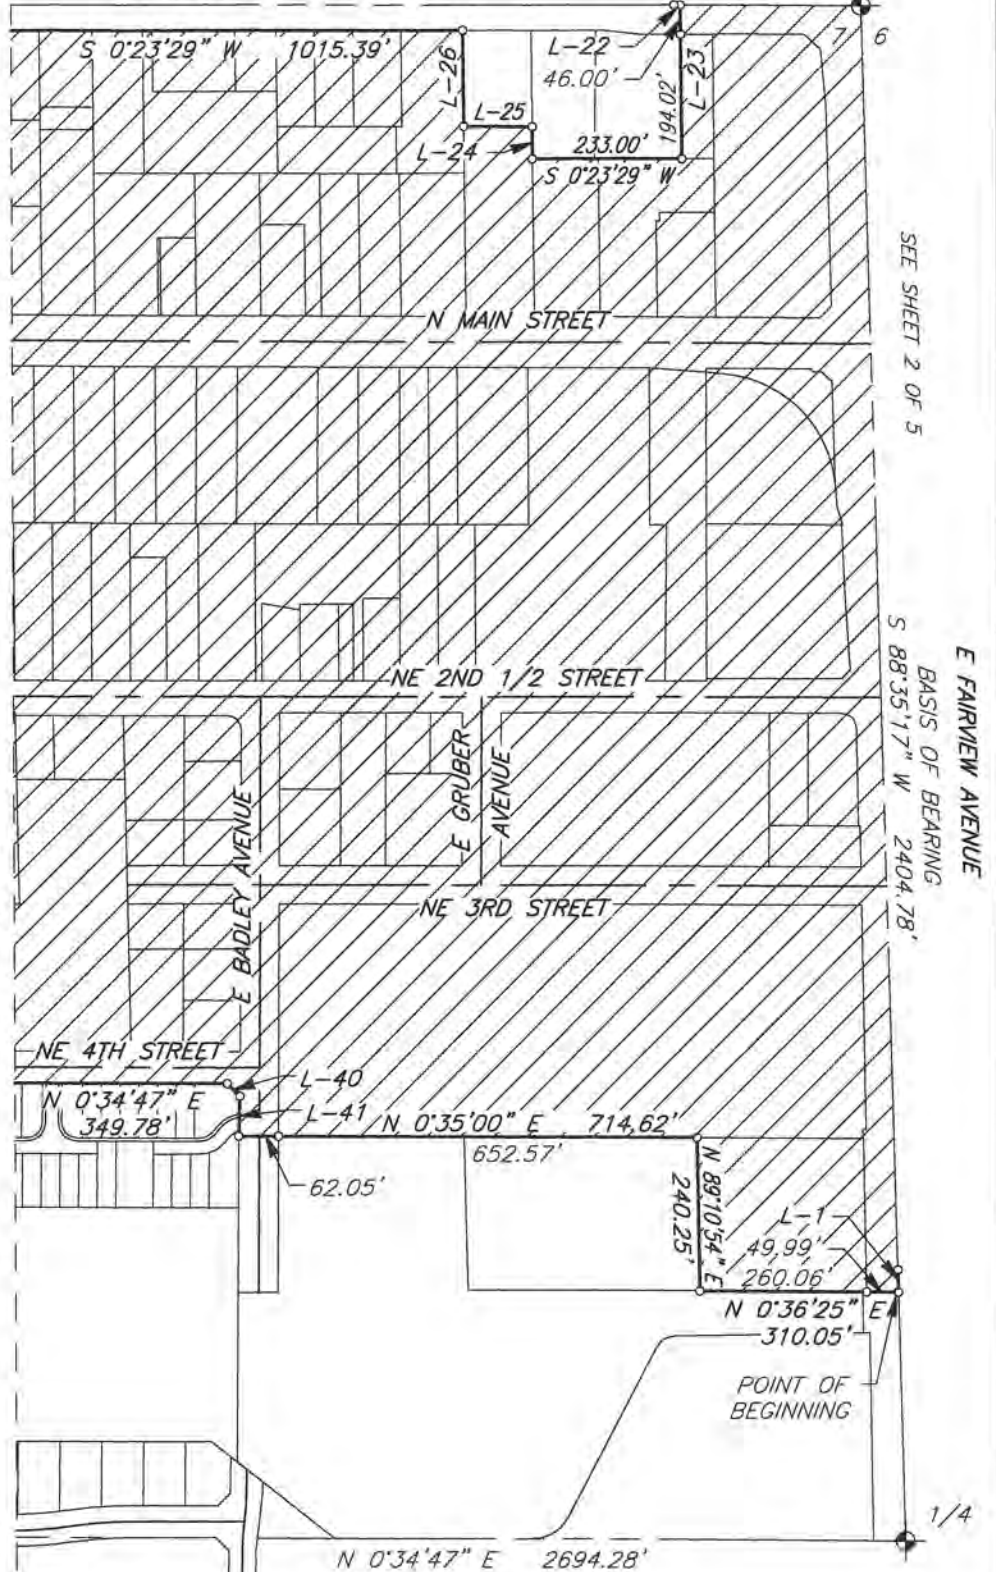 S 0°23'29" W 1015.39'
L-26
L-25
L-24
L-22
46.00'
L-23
194.02'
233.00'
S 0°23'29" W
7 6
SEE SHEET 2 OF 5
N MAIN STREET
E FAIRVIEW AVENUE
BASIS OF BEARING
S 88°35'17" W 2404.78'
NE 2ND 1/2 STREET
E GRUBER
AVENUE
E BADLEY AVENUE
NE 3RD STREET
NE 4TH STREET
L-40
N 0°34'47" E
349.78'
L-41
N 0°35'00" E 714.62'
652.57'
62.05'
N 89°10'54" E
240.25'
L-1
49.99'
260.06'
N 0°36'25" E
310.05'
POINT OF
BEGINNING
1/4
N 0°34'47" E 2694.28'